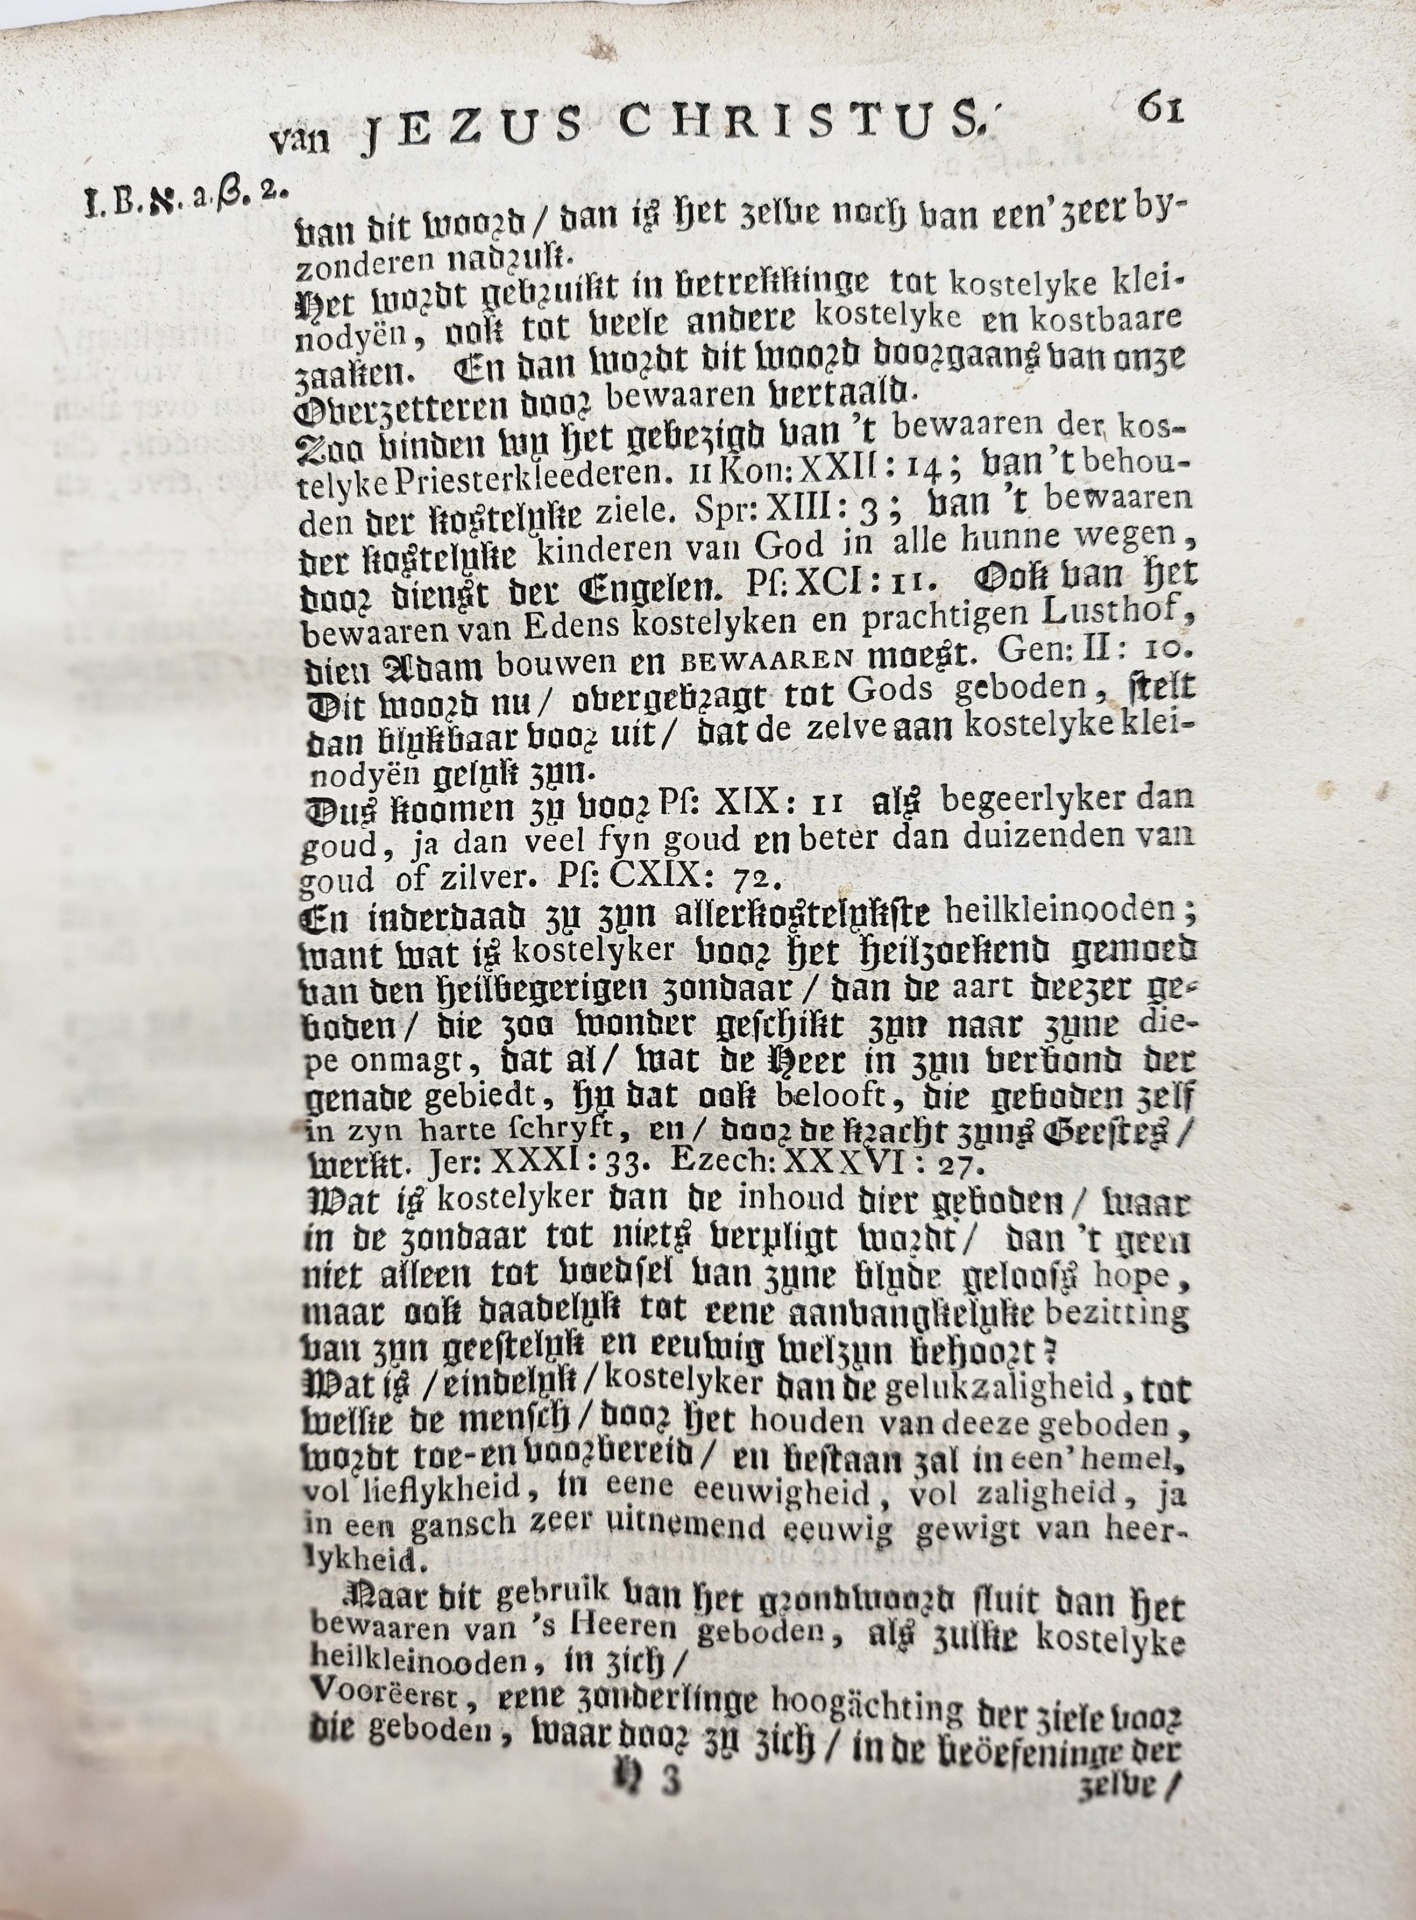 van JEZUS CHRISTUS. 61
I. B. א. a. β. 2.
van dit woord / dan is het zelve noch van een' zeer by-
zonderen nadruk.
Het wordt gebruikt in betrekkinge tot kostelyke klei-
nodyën, ook tot veele andere kostelyke en kostbaare
zaaken. En dan wordt dit woord doorgaans van onze
Overzetteren door bewaaren vertaald.
Zoo vinden wy het gebezigd van 't bewaaren der kos-
telyke Priesterkleederen. II Kon: XXII: 14; van 't behou-
den der kostelyke ziele. Spr: XIII: 3; van 't bewaaren
der kostelyke kinderen van God in alle hunne wegen,
door dienst der Engelen. Pſ: XCI: 11. Ook van het
bewaaren van Edens kostelyken en prachtigen Lusthof,
dien Adam bouwen en BEWAAREN moest. Gen: II: 10.
Dit woord nu / overgebragt tot Gods geboden, stelt
dan blykbaar voor uit / dat de zelve aan kostelyke klei-
nodyën gelyk zyn.
Dus koomen zy voor Pſ: XIX: 11 als begeerlyker dan
goud, ja dan veel fyn goud en beter dan duizenden van
goud of zilver. Pſ: CXIX: 72.
En inderdaad zy zyn allerkostelykste heilkleinooden;
want wat is kostelyker voor het heilzoekend gemoed
van den heilbegerigen zondaar / dan de aart deezer ge-
boden / die zoo wonder geschikt zyn naar zyne die-
pe onmagt, dat al / wat de Heer in zyn verbond der
genade gebiedt, hy dat ook belooft, die geboden zelf
in zyn harte ſchryft, en / door de kracht zyns Geestes /
werkt. Jer: XXXI: 33. Ezech: XXXVI: 27.
Wat is kostelyker dan de inhoud dier geboden / waar
in de zondaar tot niets verpligt wordt / dan 't geen
niet alleen tot voedſel van zyne blyde geloofs hope,
maar ook daadelyk tot eene aanvangkelyke bezitting
van zyn geestelyk en eeuwig welzyn behoort?
Wat is / eindelyk / kostelyker dan de gelukzaligheid, tot
welke de menſch / door het houden van deeze geboden,
wordt toe-en voorbereid / en bestaan zal in een' hemel,
vol lieflykheid, in eene eeuwigheid, vol zaligheid, ja
in een gansch zeer uitnemend eeuwig gewigt van heer-
lykheid.
Naar dit gebruik van het grondwoord sluit dan het
bewaaren van 's Heeren geboden, als zulke kostelyke
heilkleinooden, in zich /
Voorëerst, eene zonderlinge hoogächting der ziele voor
die geboden, waar door zy zich / in de beöefeninge der
H 3 zelve /